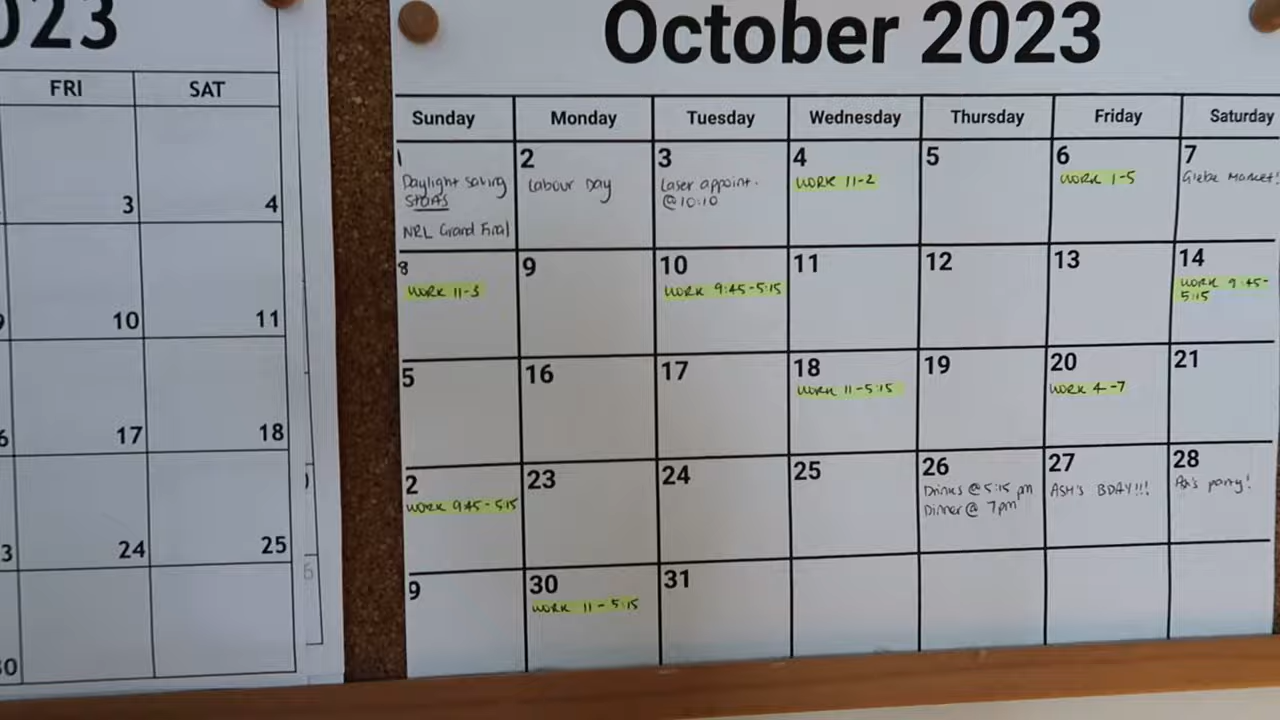 023
FRI SAT
3 4
10 11
17 18
24 25
October 2023
Sunday Monday Tuesday Wednesday Thursday Friday Saturday
1
Daylight saving
STARTS
NRL Grand Final
2
Labour Day
3
Laser appoint.
@10:10
4
WORK 11-2
5
6
WORK 1-5
7
Glebe Market!
8
WORK 11-3
9
10
WORK 9:45-5:15
11
12
13
14
WORK 9:45-
5:15
5
16
17
18
WORK 11-5:15
19
20
WORK 4-7
21
2
WORK 9:45-5:15
23
24
25
26
Drinks @ 5:15 pm
Dinner @ 7pm
27
ASH'S BDAY!!!
28
party!
9
30
WORK 11-5:15
31